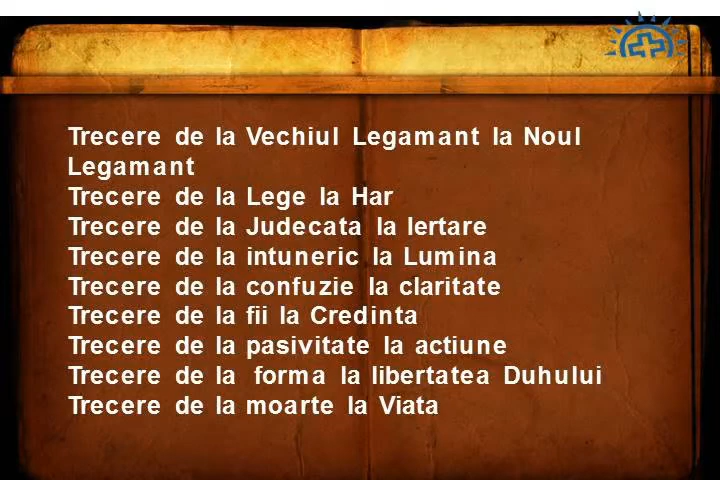 Trecere de la Vechiul Legamant la Noul
Legamant
Trecere de la Lege la Har
Trecere de la Judecata la Iertare
Trecere de la intuneric la Lumina
Trecere de la confuzie la claritate
Trecere de la fii la Credinta
Trecere de la pasivitate la actiune
Trecere de la forma la libertatea Duhului
Trecere de la moarte la Viata